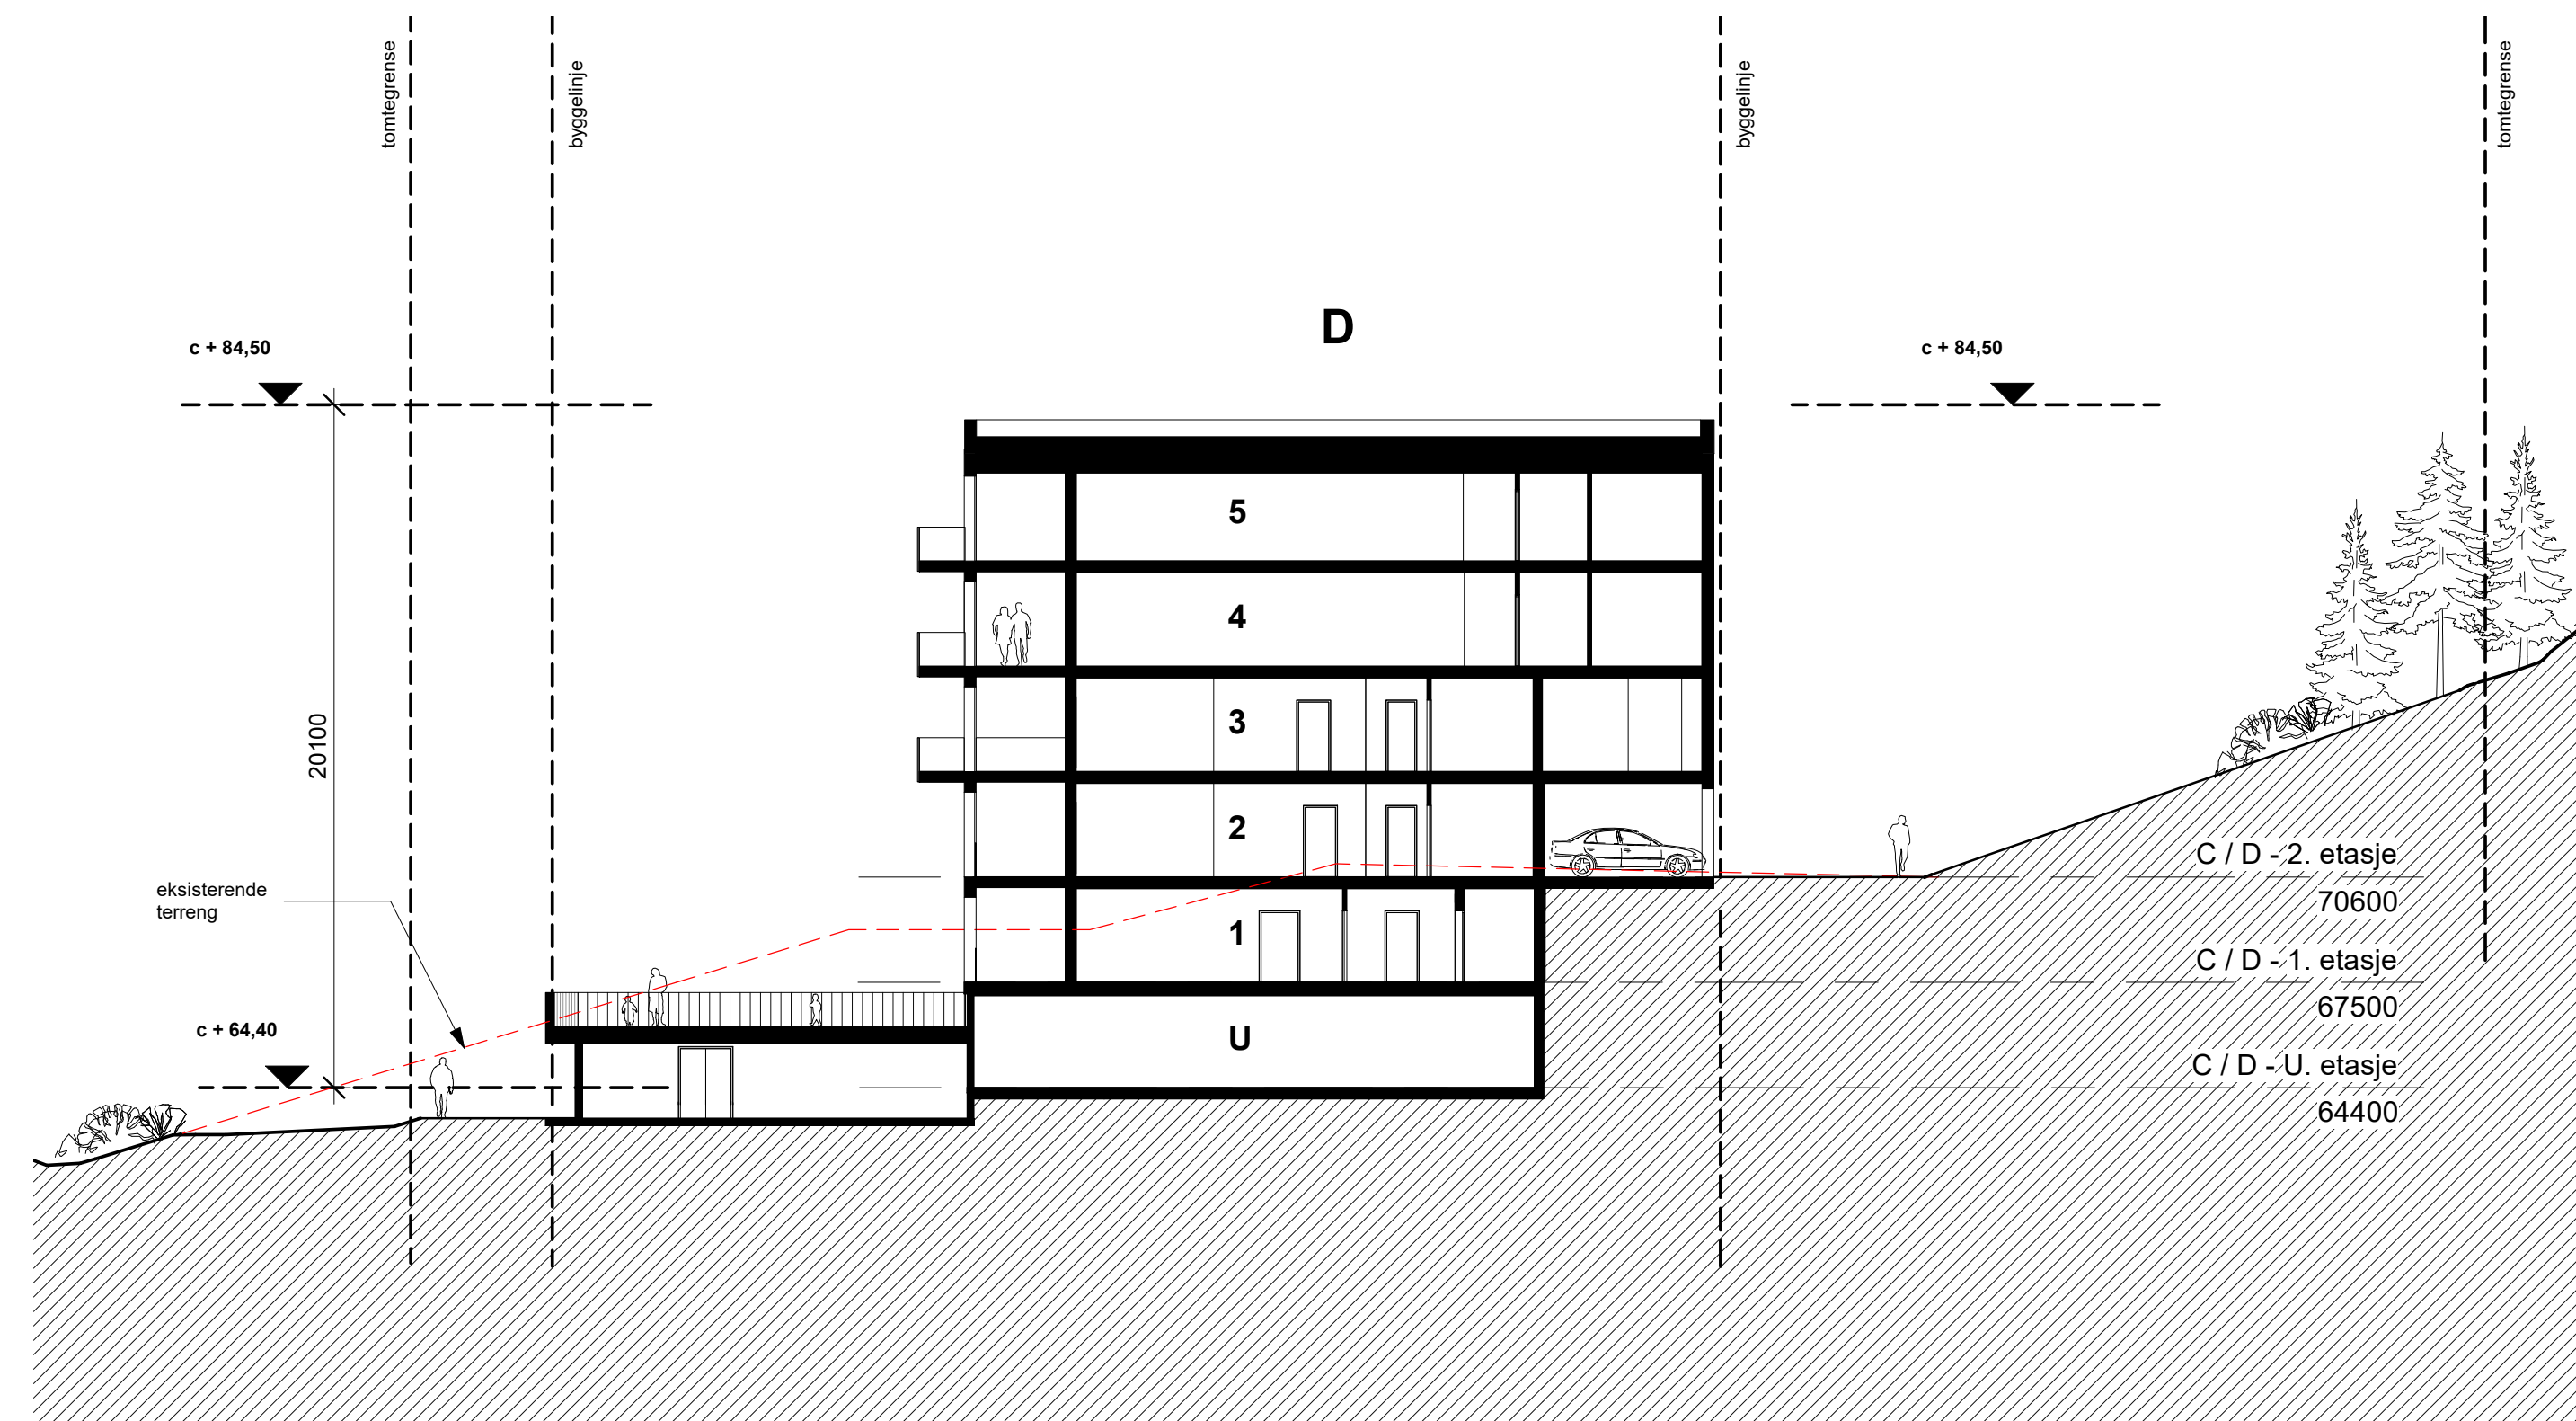 tomtegrense
byggelinje
byggelinje
tomtegrense
D
c + 84,50
c + 84,50
5
4
3
20100
2
C / D - 2. etasje
eksisterende
terreng
70600
1
C / D - 1. etasje
67500
c + 64,40
U
C / D - U. etasje
64400